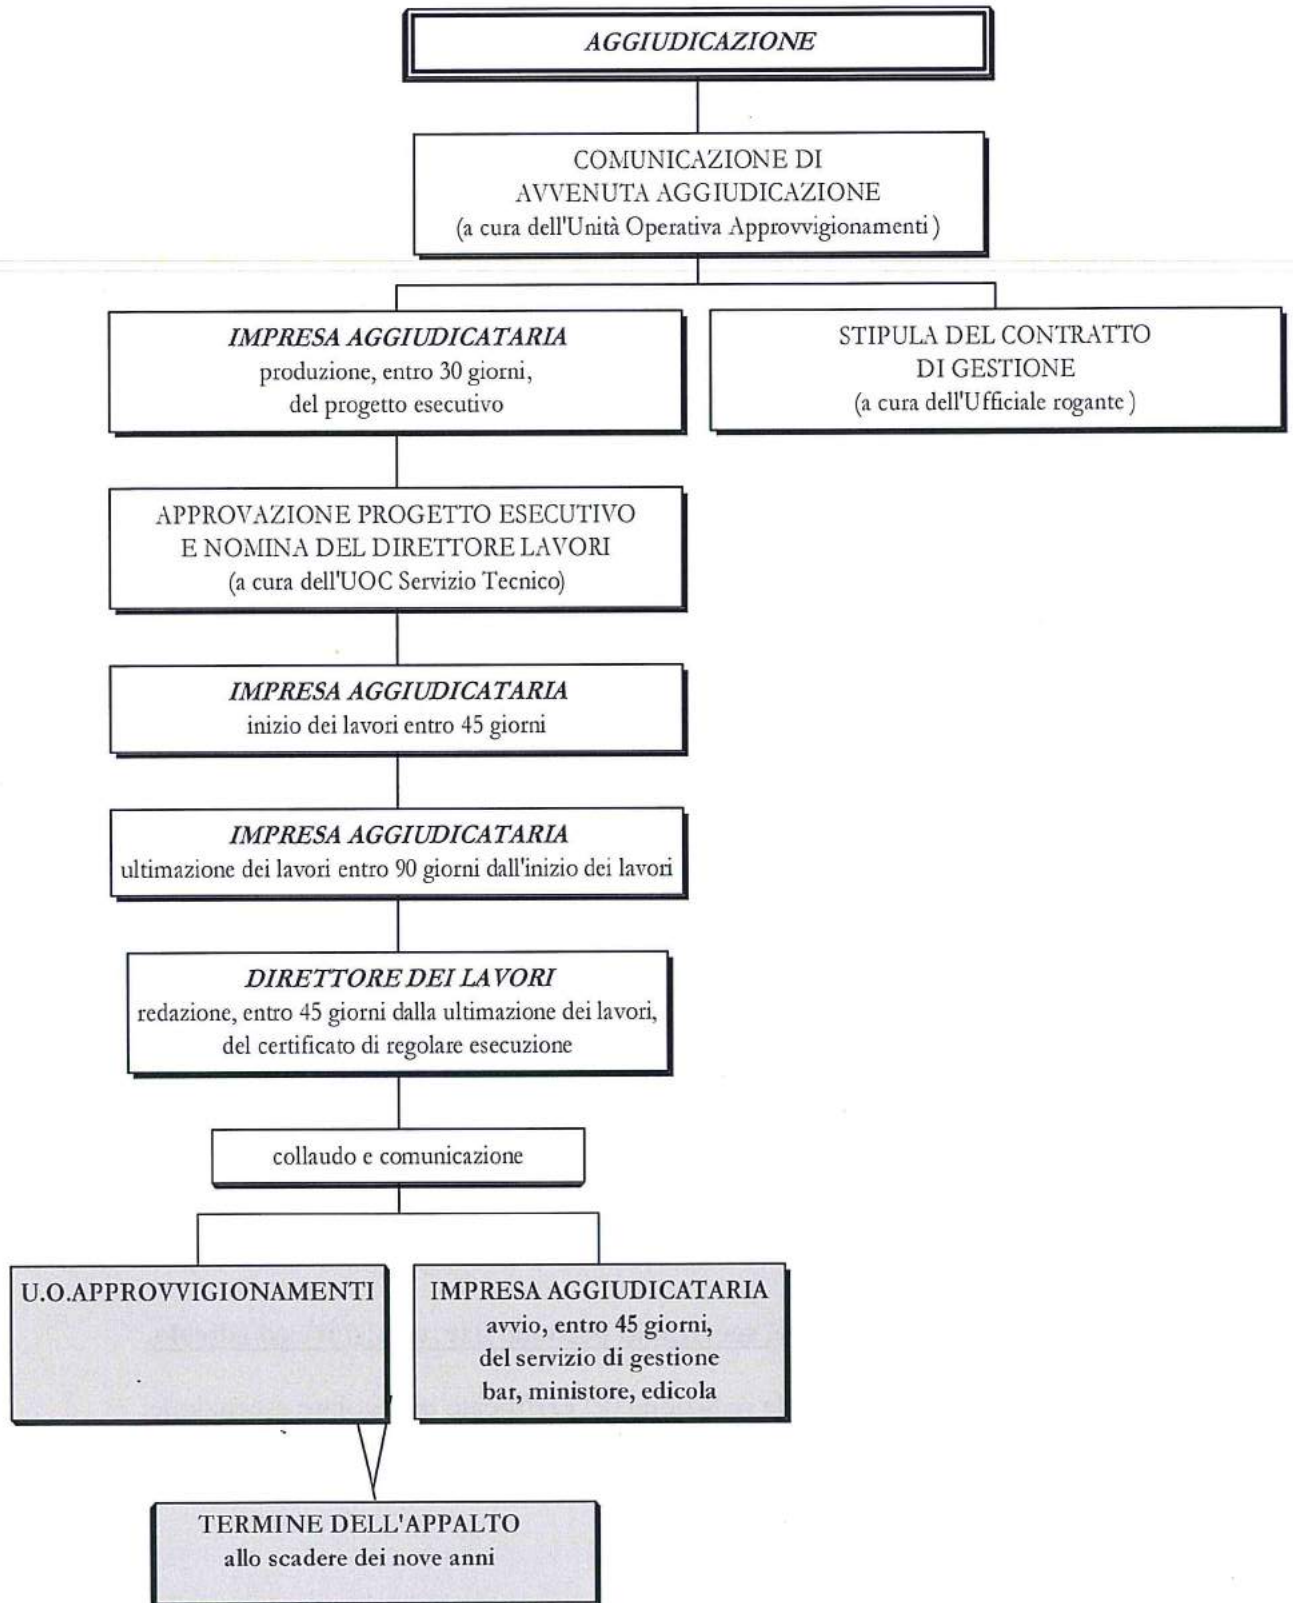 AGGIUDICAZIONE
COMUNICAZIONE DI
AVVENUTA AGGIUDICAZIONE
(a cura dell'Unità Operativa Approvvigionamenti )
IMPRESA AGGIUDICATARIA
produzione, entro 30 giorni,
del progetto esecutivo
STIPULA DEL CONTRATTO
DI GESTIONE
(a cura dell'Ufficiale rogante )
APPROVAZIONE PROGETTO ESECUTIVO
E NOMINA DEL DIRETTORE LAVORI
(a cura dell'UOC Servizio Tecnico)
IMPRESA AGGIUDICATARIA
inizio dei lavori entro 45 giorni
IMPRESA AGGIUDICATARIA
ultimazione dei lavori entro 90 giorni dall'inizio dei lavori
DIRETTORE DEI LAVORI
redazione, entro 45 giorni dalla ultimazione dei lavori,
del certificato di regolare esecuzione
collaudo e comunicazione
U.O.APPROVVIGIONAMENTI
IMPRESA AGGIUDICATARIA
avvio, entro 45 giorni,
del servizio di gestione
bar, ministore, edicola
TERMINE DELL'APPALTO
allo scadere dei nove anni